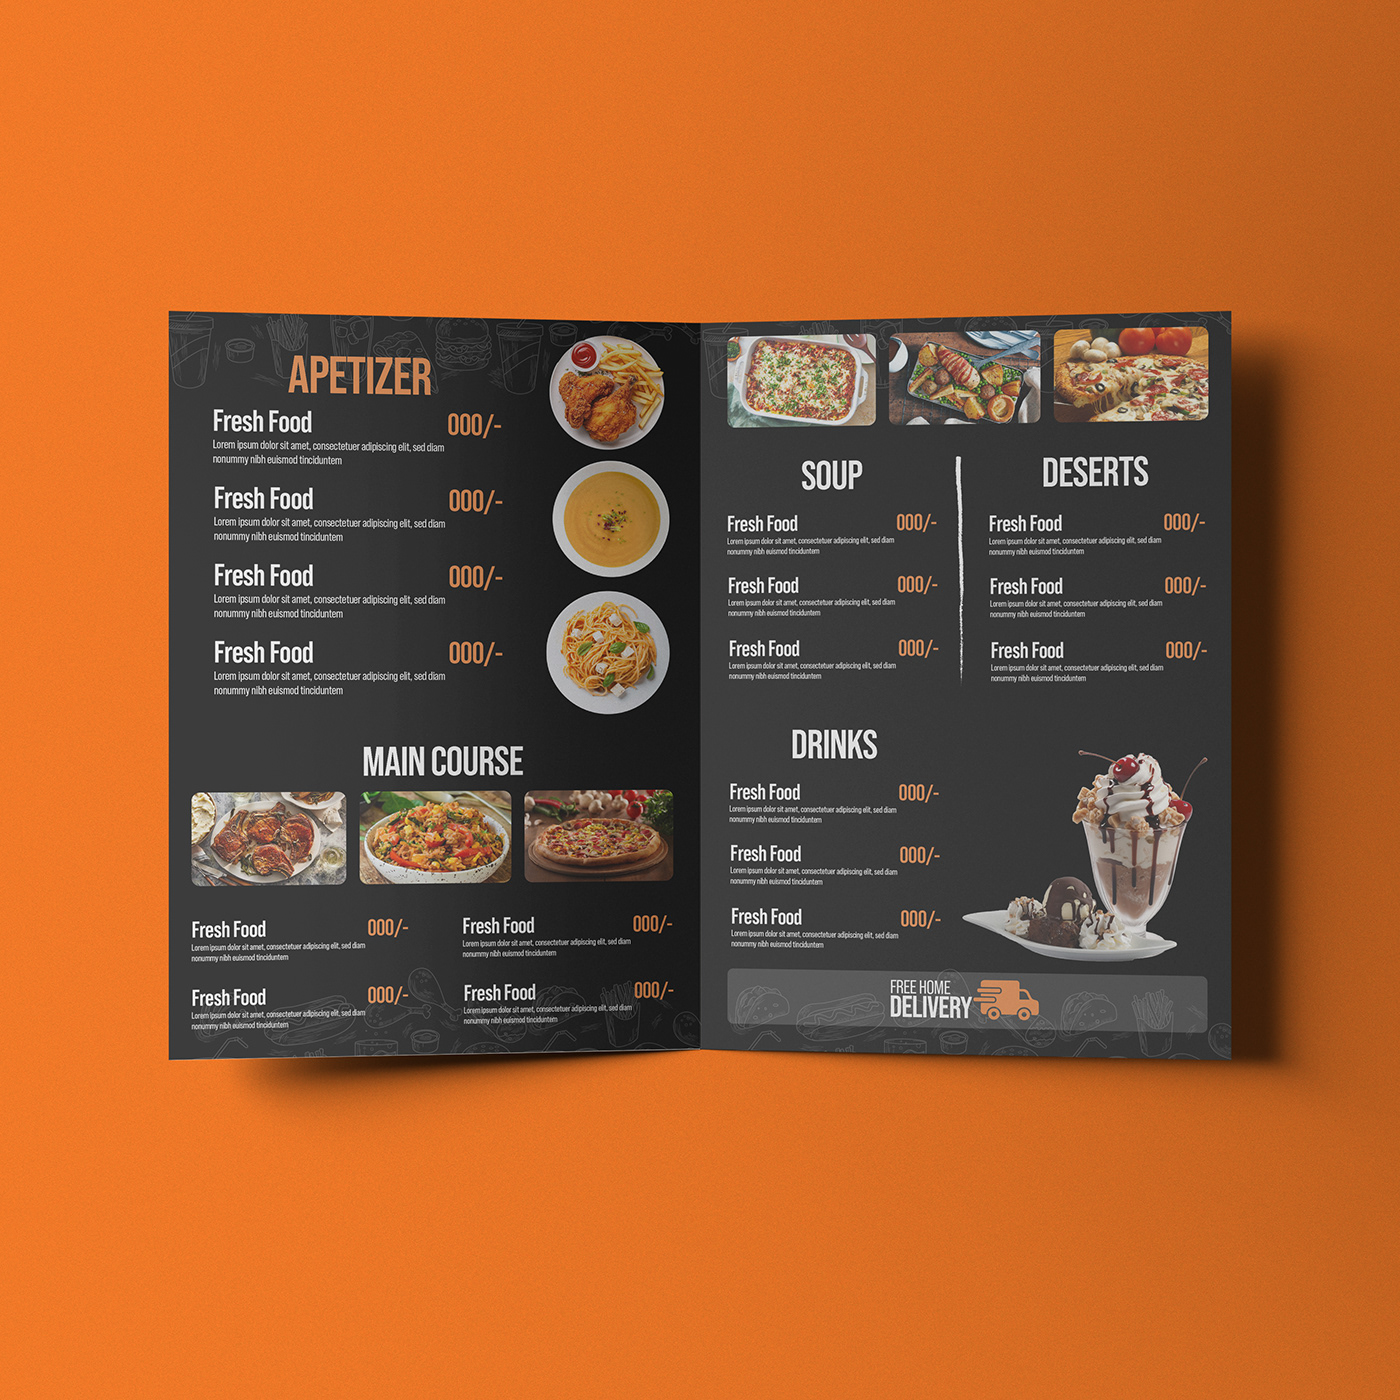 APETIZER
Fresh Food 000/-
Lorem ipsum dolor sit amet, consectetuer adipiscing elit, sed diam
nonummy nibh euismod tinciduntem
Fresh Food 000/-
Lorem ipsum dolor sit amet, consectetuer adipiscing elit, sed diam
nonummy nibh euismod tinciduntem
Fresh Food 000/-
Lorem ipsum dolor sit amet, consectetuer adipiscing elit, sed diam
nonummy nibh euismod tinciduntem
Fresh Food 000/-
Lorem ipsum dolor sit amet, consectetuer adipiscing elit, sed diam
nonummy nibh euismod tinciduntem
MAIN COURSE
Fresh Food 000/-
Lorem ipsum dolor sit amet, consectetuer adipiscing elit, sed diam
nonummy nibh euismod tinciduntem
Fresh Food 000/-
Lorem ipsum dolor sit amet, consectetuer adipiscing elit, sed diam
nonummy nibh euismod tinciduntem
Fresh Food 000/-
Lorem ipsum dolor sit amet, consectetuer adipiscing elit, sed diam
nonummy nibh euismod tinciduntem
Fresh Food 000/-
Lorem ipsum dolor sit amet, consectetuer adipiscing elit, sed diam
nonummy nibh euismod tinciduntem
SOUP
Fresh Food 000/-
Lorem ipsum dolor sit amet, consectetuer adipiscing elit, sed diam
nonummy nibh euismod tinciduntem
Fresh Food 000/-
Lorem ipsum dolor sit amet, consectetuer adipiscing elit, sed diam
nonummy nibh euismod tinciduntem
Fresh Food 000/-
Lorem ipsum dolor sit amet, consectetuer adipiscing elit, sed diam
nonummy nibh euismod tinciduntem
DESERTS
Fresh Food 000/-
Lorem ipsum dolor sit amet, consectetuer adipiscing elit, sed diam
nonummy nibh euismod tinciduntem
Fresh Food 000/-
Lorem ipsum dolor sit amet, consectetuer adipiscing elit, sed diam
nonummy nibh euismod tinciduntem
Fresh Food 000/-
Lorem ipsum dolor sit amet, consectetuer adipiscing elit, sed diam
nonummy nibh euismod tinciduntem
DRINKS
Fresh Food 000/-
Lorem ipsum dolor sit amet, consectetuer adipiscing elit, sed diam
nonummy nibh euismod tinciduntem
Fresh Food 000/-
Lorem ipsum dolor sit amet, consectetuer adipiscing elit, sed diam
nonummy nibh euismod tinciduntem
Fresh Food 000/-
Lorem ipsum dolor sit amet, consectetuer adipiscing elit, sed diam
nonummy nibh euismod tinciduntem
FREE HOME
DELIVERY